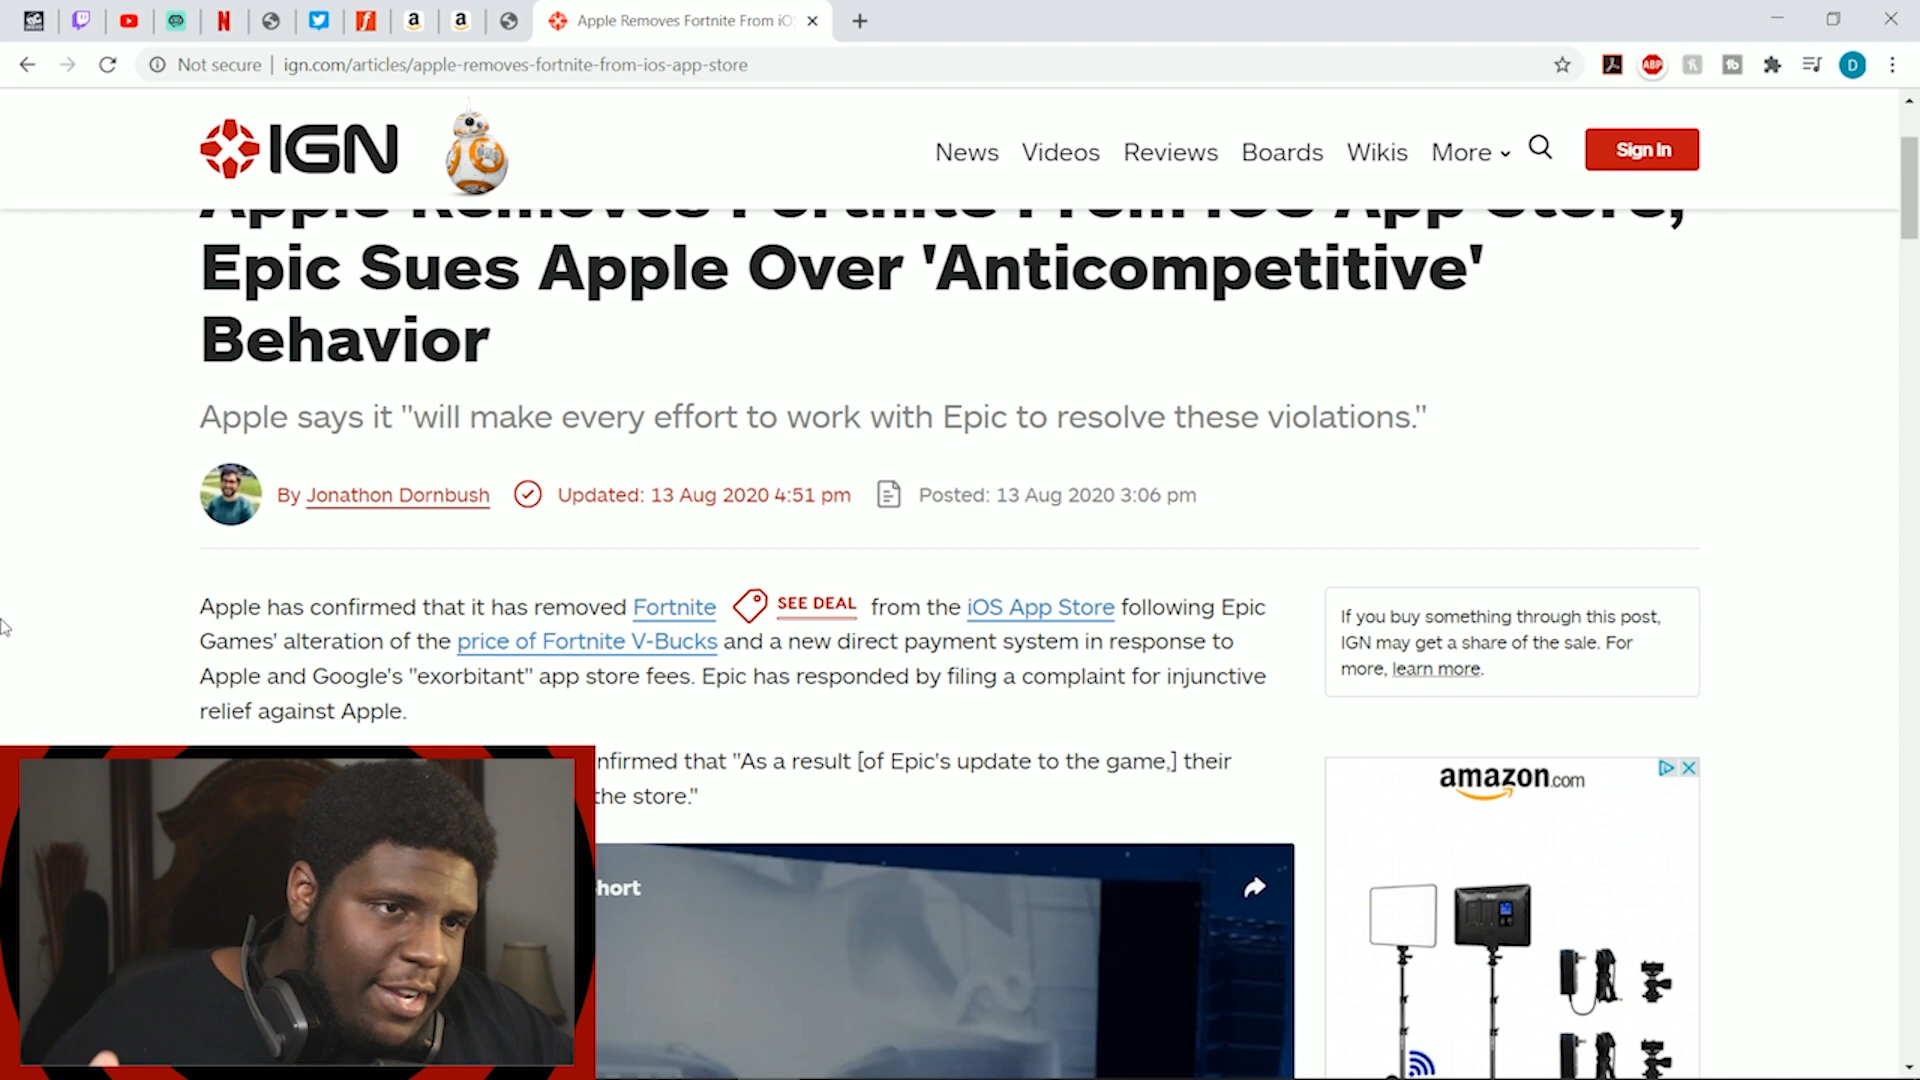 Apple Removes Fortnite From iO
Not secure
ign.com/articles/apple-removes-fortnite-from-ios-app-store
ABP
D
IGN
News
Videos
Reviews
Boards
Wikis
More
Sign In
Apple Removes Fortnite From iOS App Store,
Epic Sues Apple Over 'Anticompetitive'
Behavior
Apple says it "will make every effort to work with Epic to resolve these violations."
By Jonathon Dornbush
Updated: 13 Aug 2020 4:51 pm
Posted: 13 Aug 2020 3:06 pm
Apple has confirmed that it has removed Fortnite SEE DEAL from the iOS App Store following Epic
Games' alteration of the price of Fortnite V-Bucks and a new direct payment system in response to
Apple and Google's "exorbitant" app store fees. Epic has responded by filing a complaint for injunctive
relief against Apple.
nfirmed that "As a result [of Epic's update to the game,] their
the store."
hort
If you buy something through this post,
IGN may get a share of the sale. For
more, learn more.
amazon.com